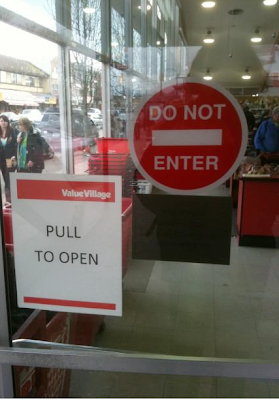 DO NOT
ENTER
Value Village
PULL
TO OPEN